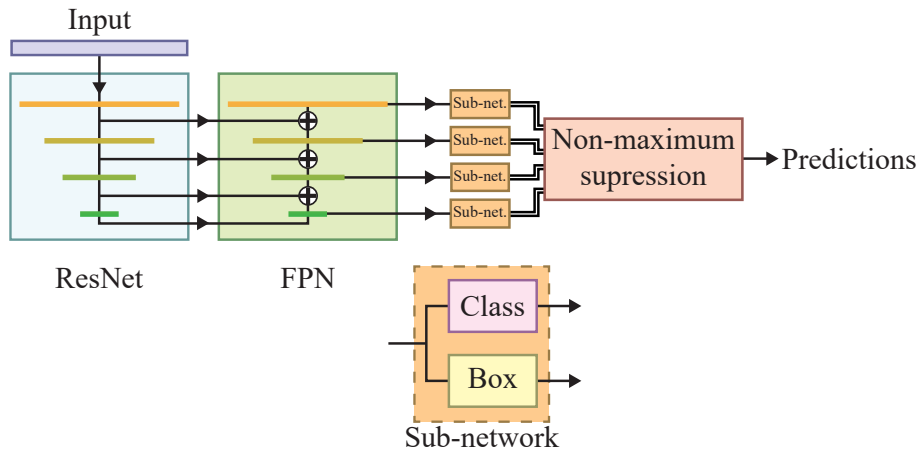 Input
Sub-net.
Sub-net.
Sub-net.
Sub-net.
Non-maximum
supression
Predictions
ResNet
FPN
Class
Box
Sub-network